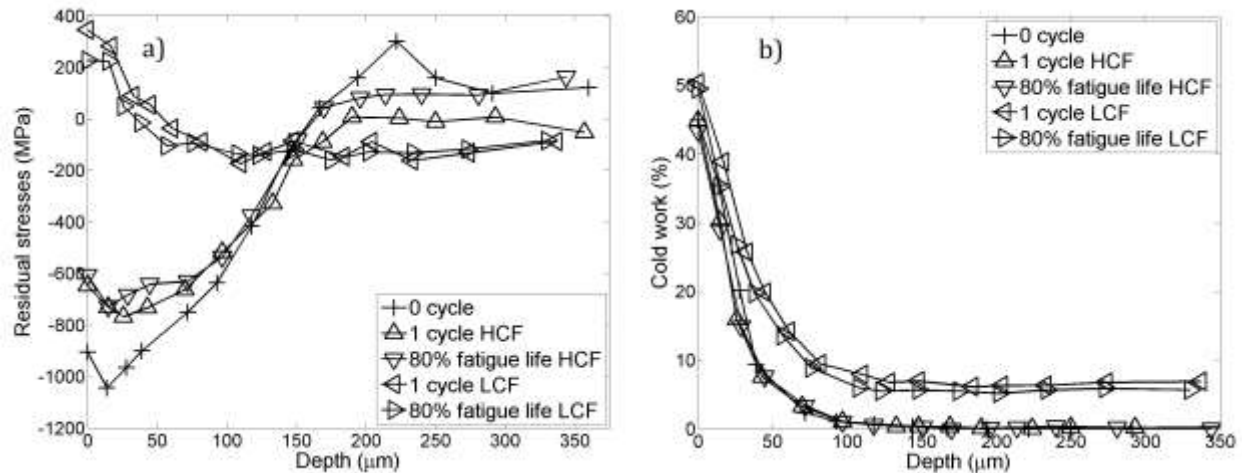 a)
400
200
0
-200
-400
-600
-800
-1000
-1200
Residual stresses (MPa)
0 50 100 150 200 250 300 350
Depth (μm)
0 cycle
1 cycle HCF
80% fatigue life HCF
1 cycle LCF
80% fatigue life LCF
b)
60
50
40
30
20
10
0
Cold work (%)
0 50 100 150 200 250 300 350
Depth (μm)
0 cycle
1 cycle HCF
80% fatigue life HCF
1 cycle LCF
80% fatigue life LCF